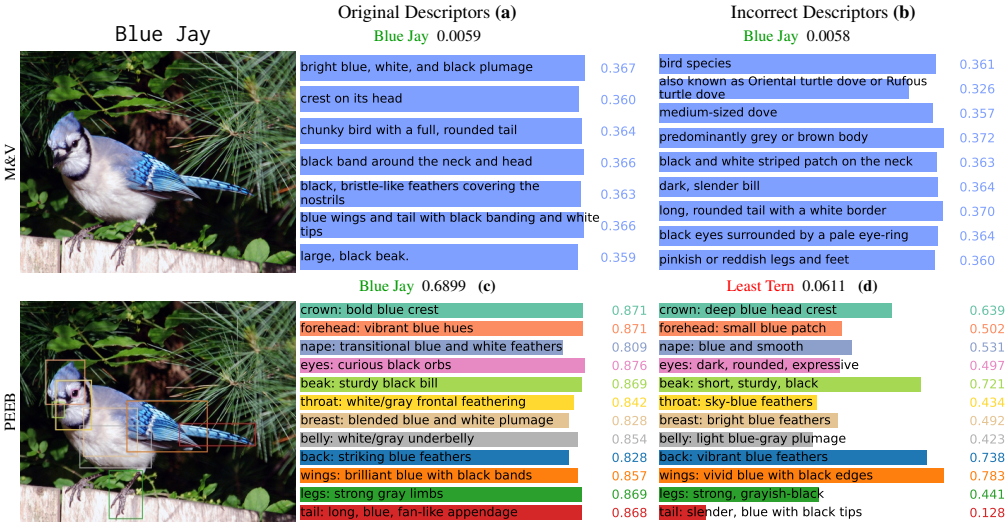 Original Descriptors (a)
Incorrect Descriptors (b)
Blue Jay
Blue Jay 0.0059
Blue Jay 0.0058
M&V
bright blue, white, and black plumage 0.367
crest on its head 0.360
chunky bird with a full, rounded tail 0.364
black band around the neck and head 0.366
black, bristle-like feathers covering the
nostrils 0.363
blue wings and tail with black banding and white
tips 0.366
large, black beak. 0.359
bird species 0.361
also known as Oriental turtle dove or Rufous
turtle dove 0.326
medium-sized dove 0.357
predominantly grey or brown body 0.372
black and white striped patch on the neck 0.363
dark, slender bill 0.364
long, rounded tail with a white border 0.370
black eyes surrounded by a pale eye-ring 0.364
pinkish or reddish legs and feet 0.360
Blue Jay 0.6899 (c)
Least Tern 0.0611 (d)
PEEB
crown: bold blue crest 0.871
forehead: vibrant blue hues 0.871
nape: transitional blue and white feathers 0.809
eyes: curious black orbs 0.876
beak: sturdy black bill 0.869
throat: white/gray frontal feathering 0.842
breast: blended blue and white plumage 0.828
belly: white/gray underbelly 0.854
back: striking blue feathers 0.828
wings: brilliant blue with black bands 0.857
legs: strong gray limbs 0.869
tail: long, blue, fan-like appendage 0.868
crown: deep blue head crest 0.639
forehead: small blue patch 0.502
nape: blue and smooth 0.531
eyes: dark, rounded, expressive 0.497
beak: short, sturdy, black 0.721
throat: sky-blue feathers 0.434
breast: bright blue feathers 0.492
belly: light blue-gray plumage 0.423
back: vibrant blue feathers 0.738
wings: vivid blue with black edges 0.783
legs: strong, grayish-black 0.441
tail: slender, blue with black tips 0.128